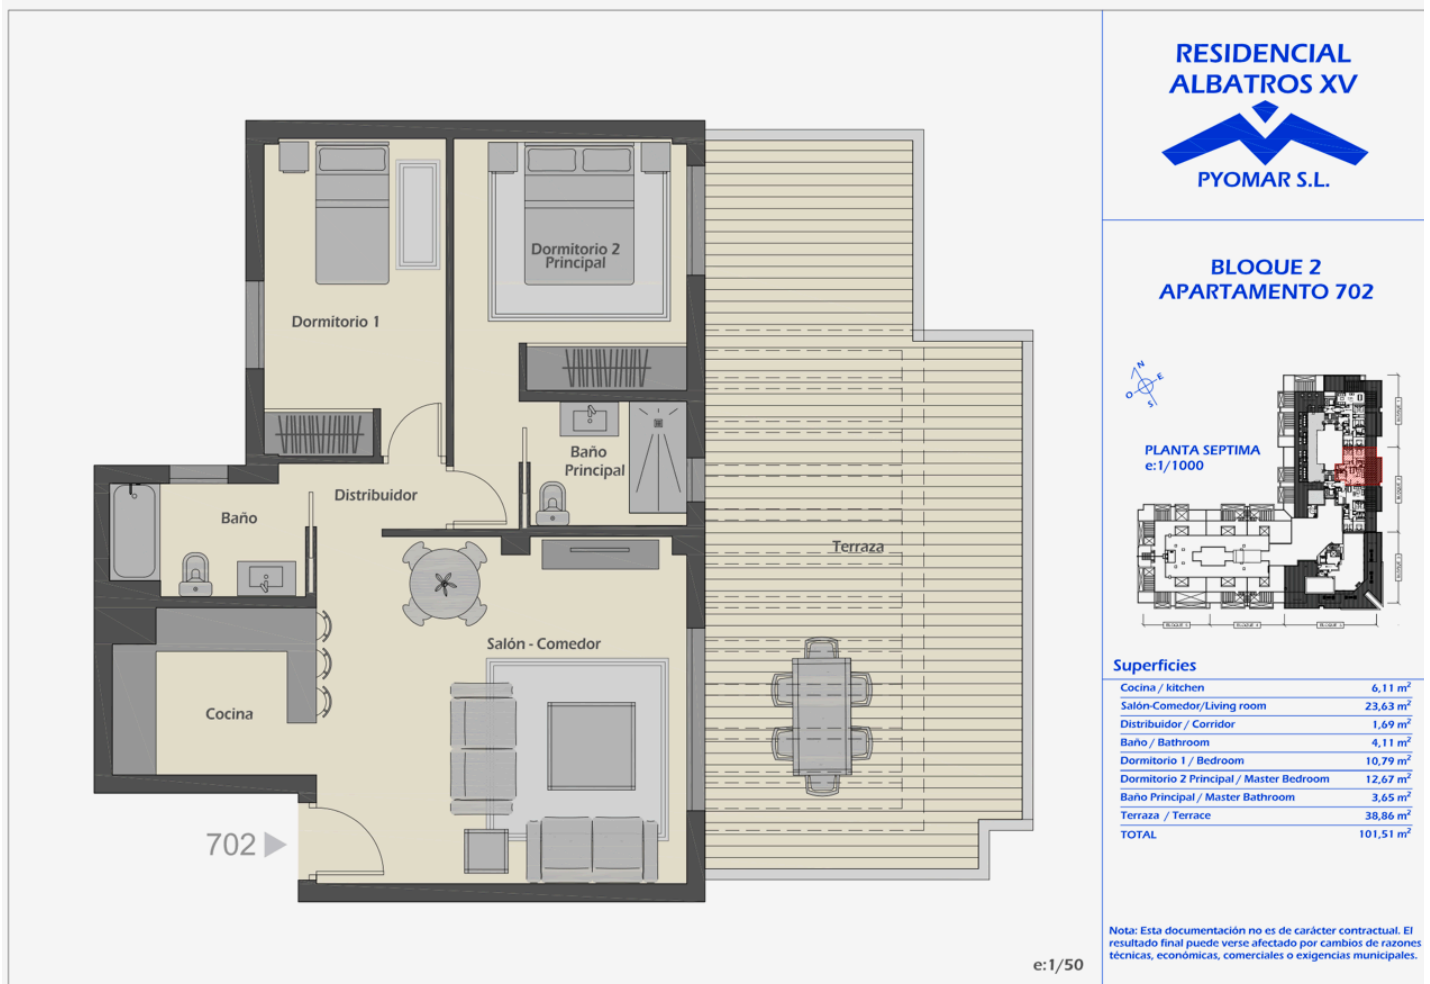 RESIDENCIAL
ALBATROS XV
PYOMAR S.L.
BLOQUE 2
APARTAMENTO 702
N
E
O
S
PLANTA SEPTIMA
e:1/1000
Superficies
Cocina / kitchen 6,11 m²
Salón-Comedor/Living room 23,63 m²
Distribuidor / Corridor 1,69 m²
Baño / Bathroom 4,11 m²
Dormitorio 1 / Bedroom 10,79 m²
Dormitorio 2 Principal / Master Bedroom 12,67 m²
Baño Principal / Master Bathroom 3,65 m²
Terraza / Terrace 38,86 m²
TOTAL 101,51 m²
Nota: Esta documentación no es de carácter contractual. El
resultado final puede verse afectado por cambios de razones
técnicas, económicas, comerciales o exigencias municipales.
Dormitorio 1
Dormitorio 2
Principal
Baño
Principal
Distribuidor
Baño
Terraza
Salón - Comedor
Cocina
702
e:1/50